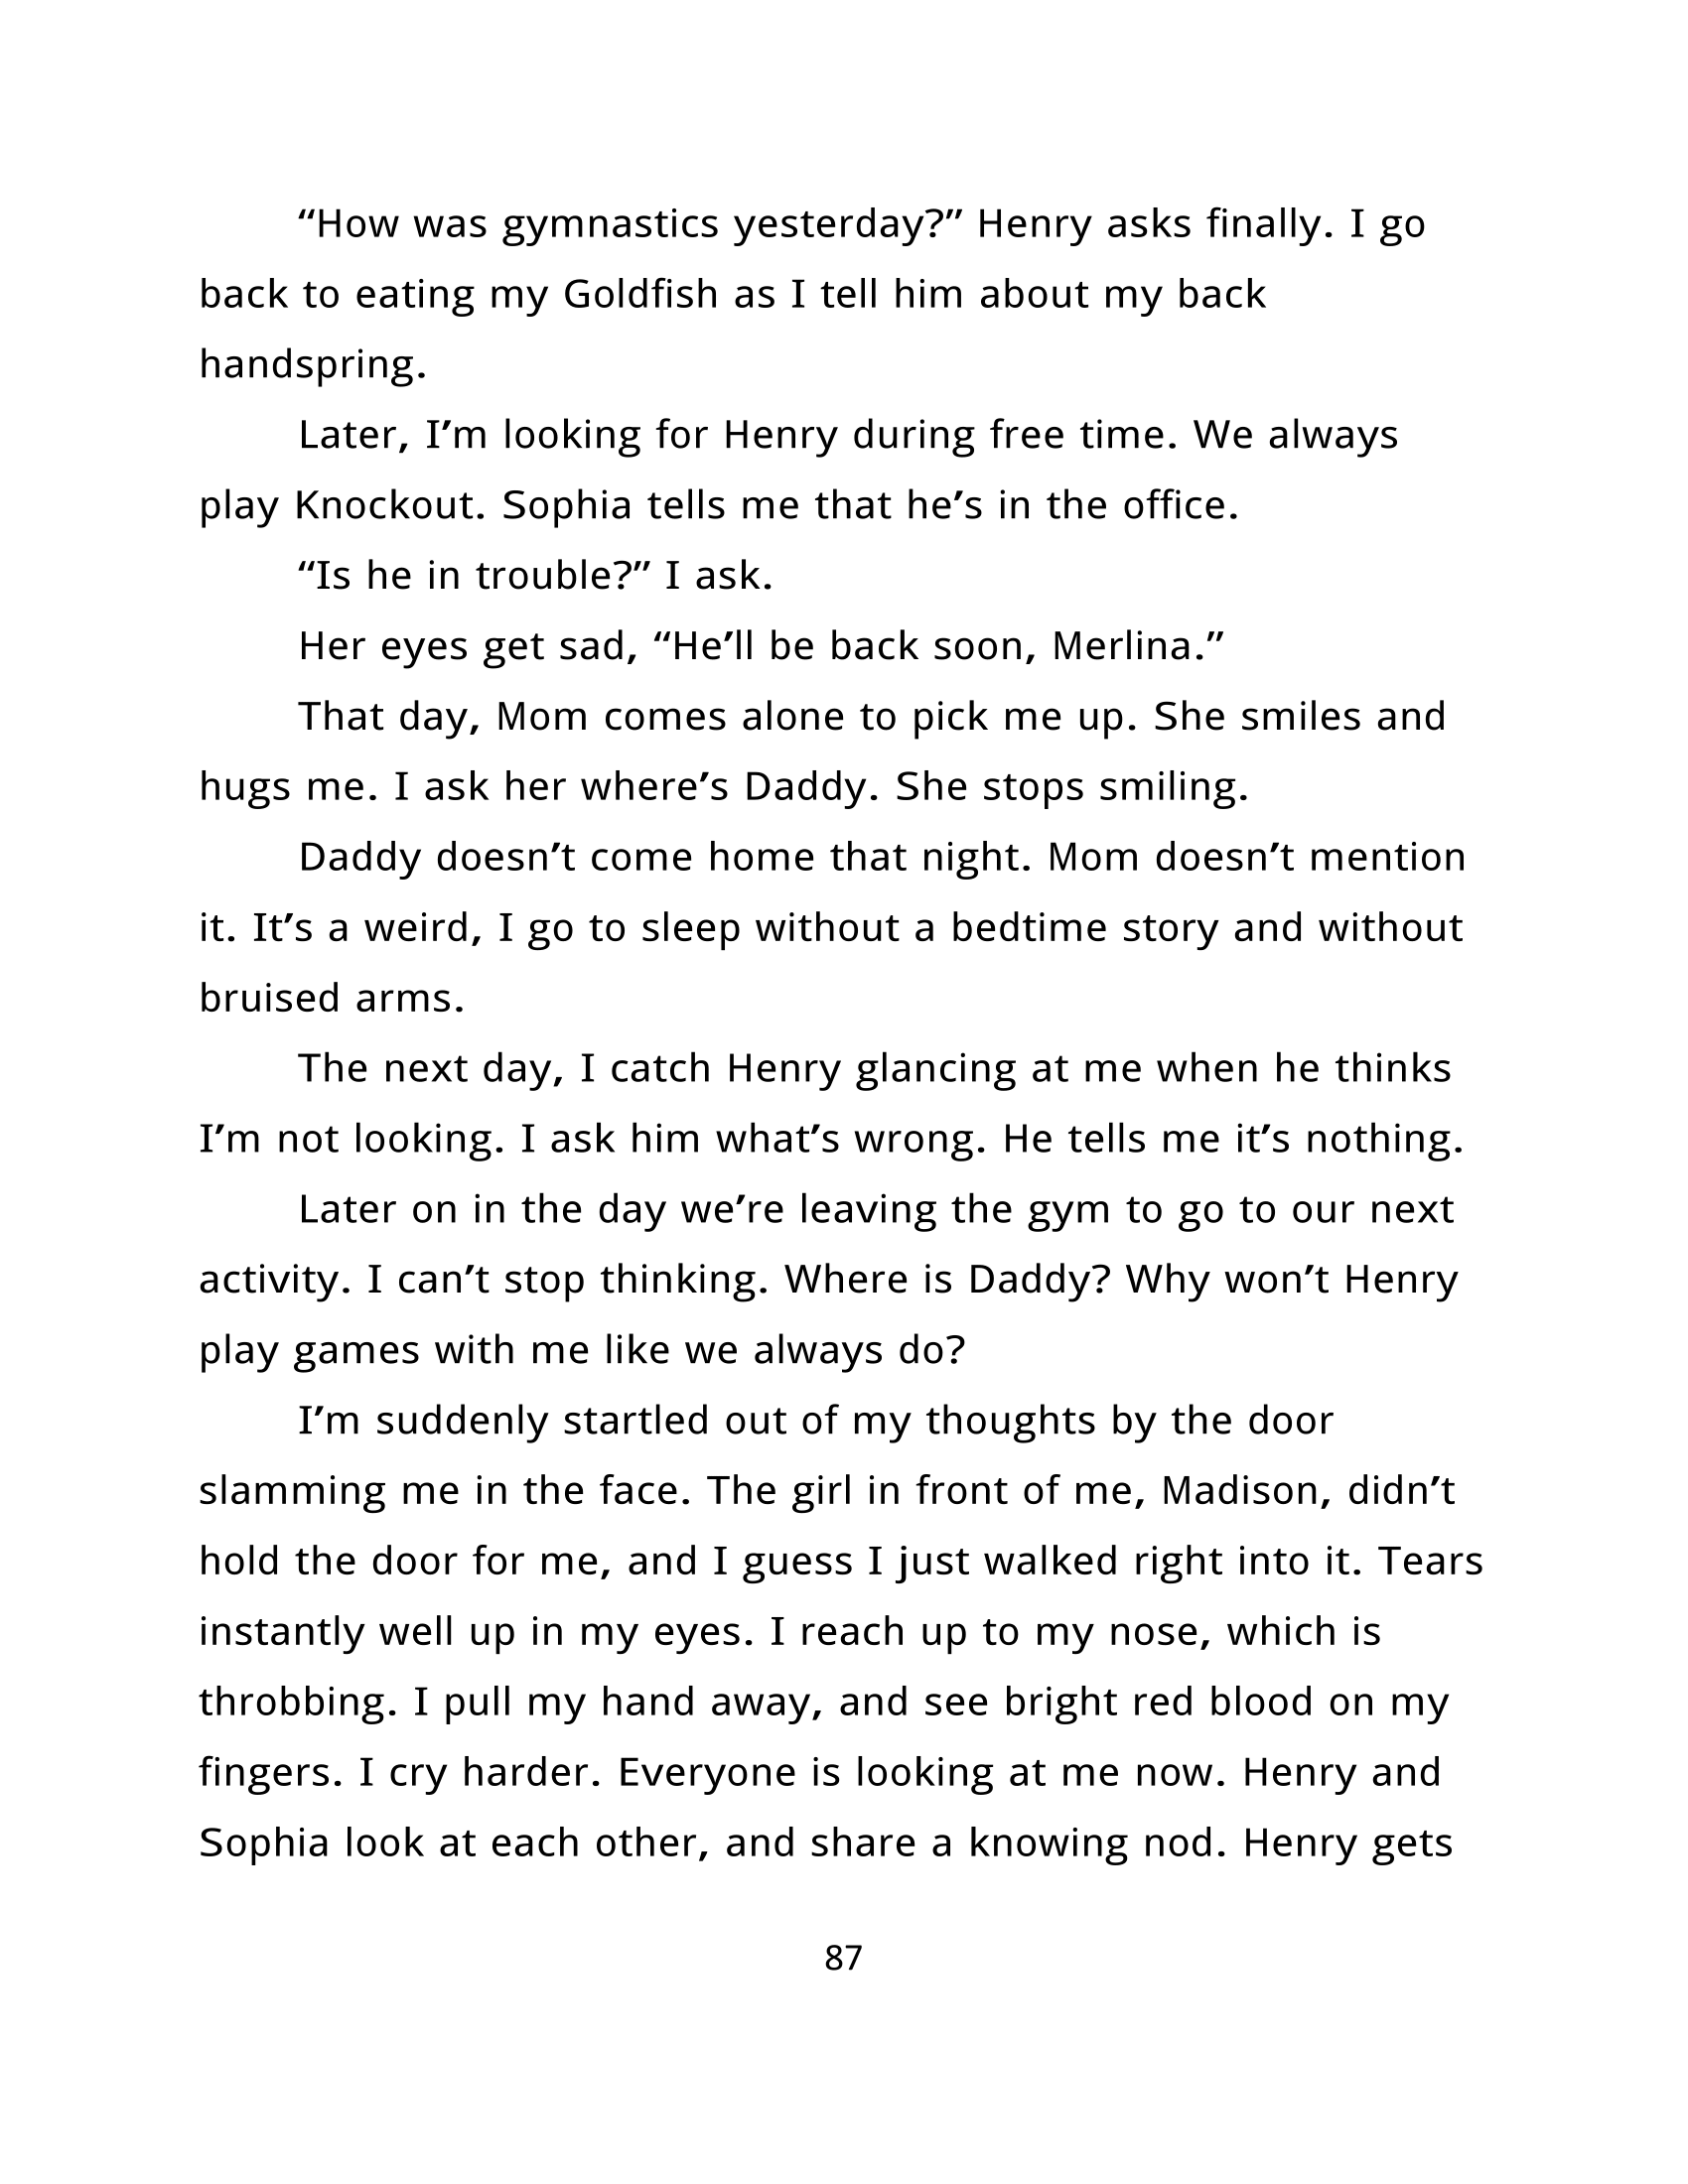 “How was gymnastics yesterday?” Henry asks finally. I go
back to eating my Goldfish as I tell him about my back
handspring.
Later, I’m looking for Henry during free time. We always
play Knockout. Sophia tells me that he’s in the office.
“Is he in trouble?” I ask.
Her eyes get sad, “He’ll be back soon, Merlina.”
That day, Mom comes alone to pick me up. She smiles and
hugs me. I ask her where’s Daddy. She stops smiling.
Daddy doesn’t come home that night. Mom doesn’t mention
it. It’s a weird, I go to sleep without a bedtime story and without
bruised arms.
The next day, I catch Henry glancing at me when he thinks
I’m not looking. I ask him what’s wrong. He tells me it’s nothing.
Later on in the day we’re leaving the gym to go to our next
activity. I can’t stop thinking. Where is Daddy? Why won’t Henry
play games with me like we always do?
I’m suddenly startled out of my thoughts by the door
slamming me in the face. The girl in front of me, Madison, didn’t
hold the door for me, and I guess I just walked right into it. Tears
instantly well up in my eyes. I reach up to my nose, which is
throbbing. I pull my hand away, and see bright red blood on my
fingers. I cry harder. Everyone is looking at me now. Henry and
Sophia look at each other, and share a knowing nod. Henry gets
87